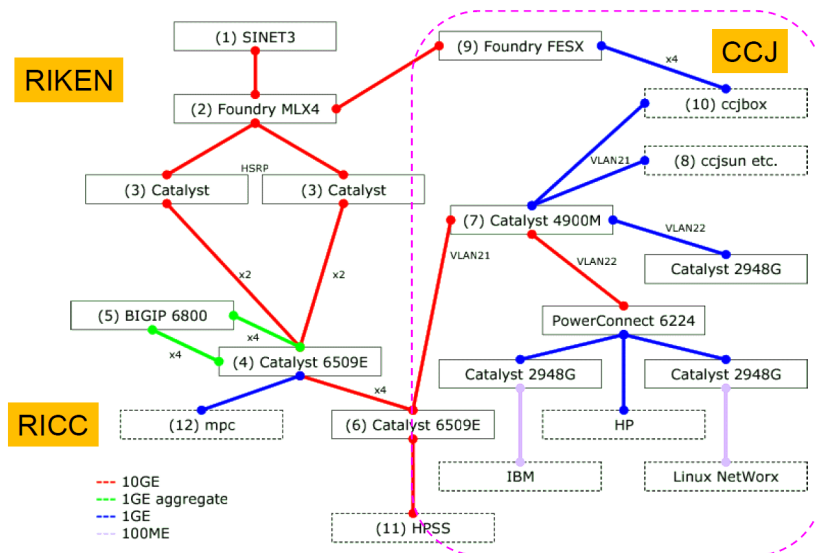 (1) SINET3
(9) Foundry FESX
CCJ
RIKEN
x4
(2) Foundry MLX4
(10) ccjbox
HSRP
VLAN21
(8) ccjsun etc.
(3) Catalyst
(3) Catalyst
(7) Catalyst 4900M
VLAN22
VLAN21
VLAN22
Catalyst 2948G
x2
x2
(5) BIGIP 6800
PowerConnect 6224
x4
x4
(4) Catalyst 6509E
Catalyst 2948G
Catalyst 2948G
x4
RICC
(12) mpc
(6) Catalyst 6509E
HP
IBM
Linux NetWorx
10GE
1GE aggregate
1GE
100ME
(11) HPSS